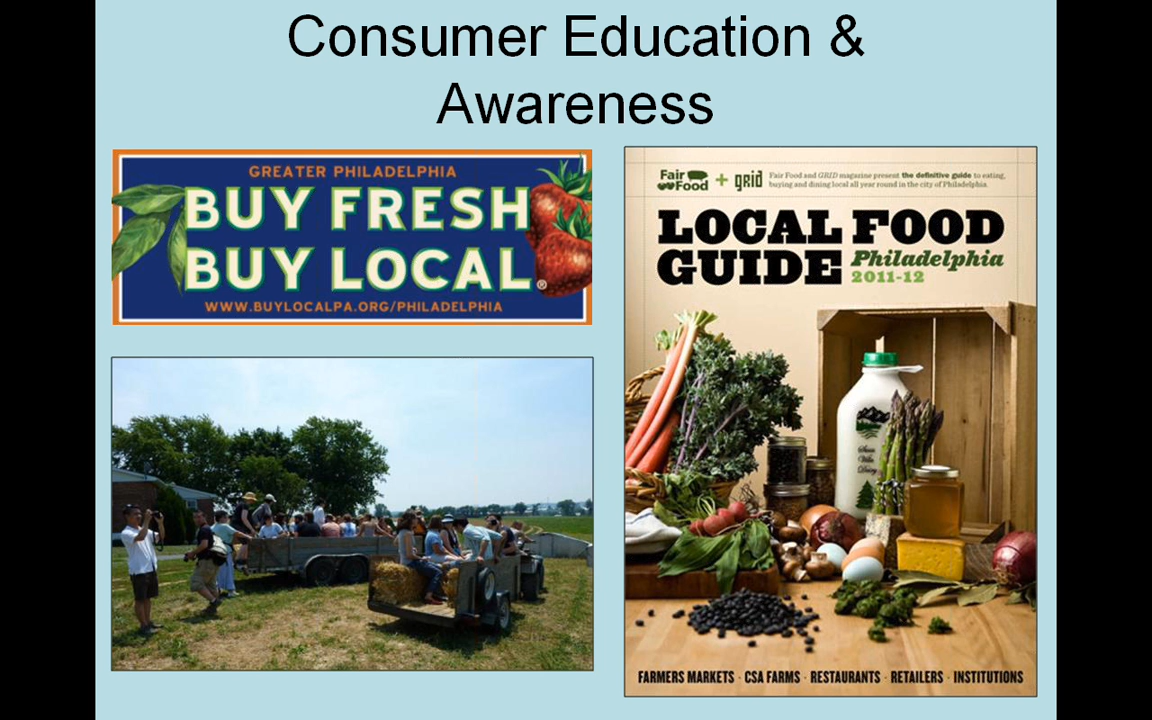 Consumer Education &
Awareness
GREATER PHILADELPHIA
BUY FRESH
BUY LOCAL®
WWW.BUYLOCALPA.ORG/PHILADELPHIA
Fair Food + grid
Fair Food and GRID magazine present the definitive guide to eating,
buying and dining local all year round in the city of Philadelphia.
LOCAL FOOD
GUIDE Philadelphia
2011-12
Dairy
FARMERS MARKETS · CSA FARMS · RESTAURANTS · RETAILERS · INSTITUTIONS